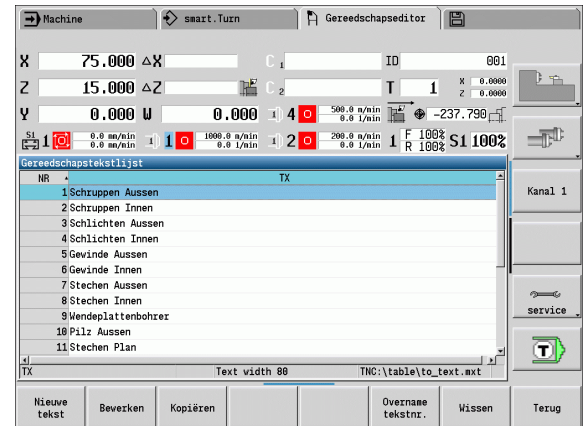 Machine
smart.Turn
Gereedschapseditor
X 75.000 ΔX C 1 ID 001
Z 15.000 ΔZ C 2 T 1 X 0.0000
Z 0.0000
Y 0.000 U 0.000 4 0 500.0 m/min
0.0 1/min -237.790
S1 1 0.0 mm/min
0.0 mm/min 1 0 1000.0 m/min
0.0 1/min 2 0 200.0 m/min
0.0 1/min 1 F 100%
R 100% S1 100%
Gereedschapstekstlijst
NR TX
1 Schruppen Aussen
2 Schruppen Innen
3 Schlichten Aussen
4 Schlichten Innen
5 Gewinde Aussen
6 Gewinde Innen
7 Stechen Aussen
8 Stechen Innen
9 Wendeplattenbohrer
10 Pilz Aussen
11 Stechen Plan
TX Text width 80 TNC:\table\to_text.mxt
Kanal 1
service
T
Nieuwe
tekst
Bewerken
Kopiëren
Overname
tekstnr.
Wissen
Terug